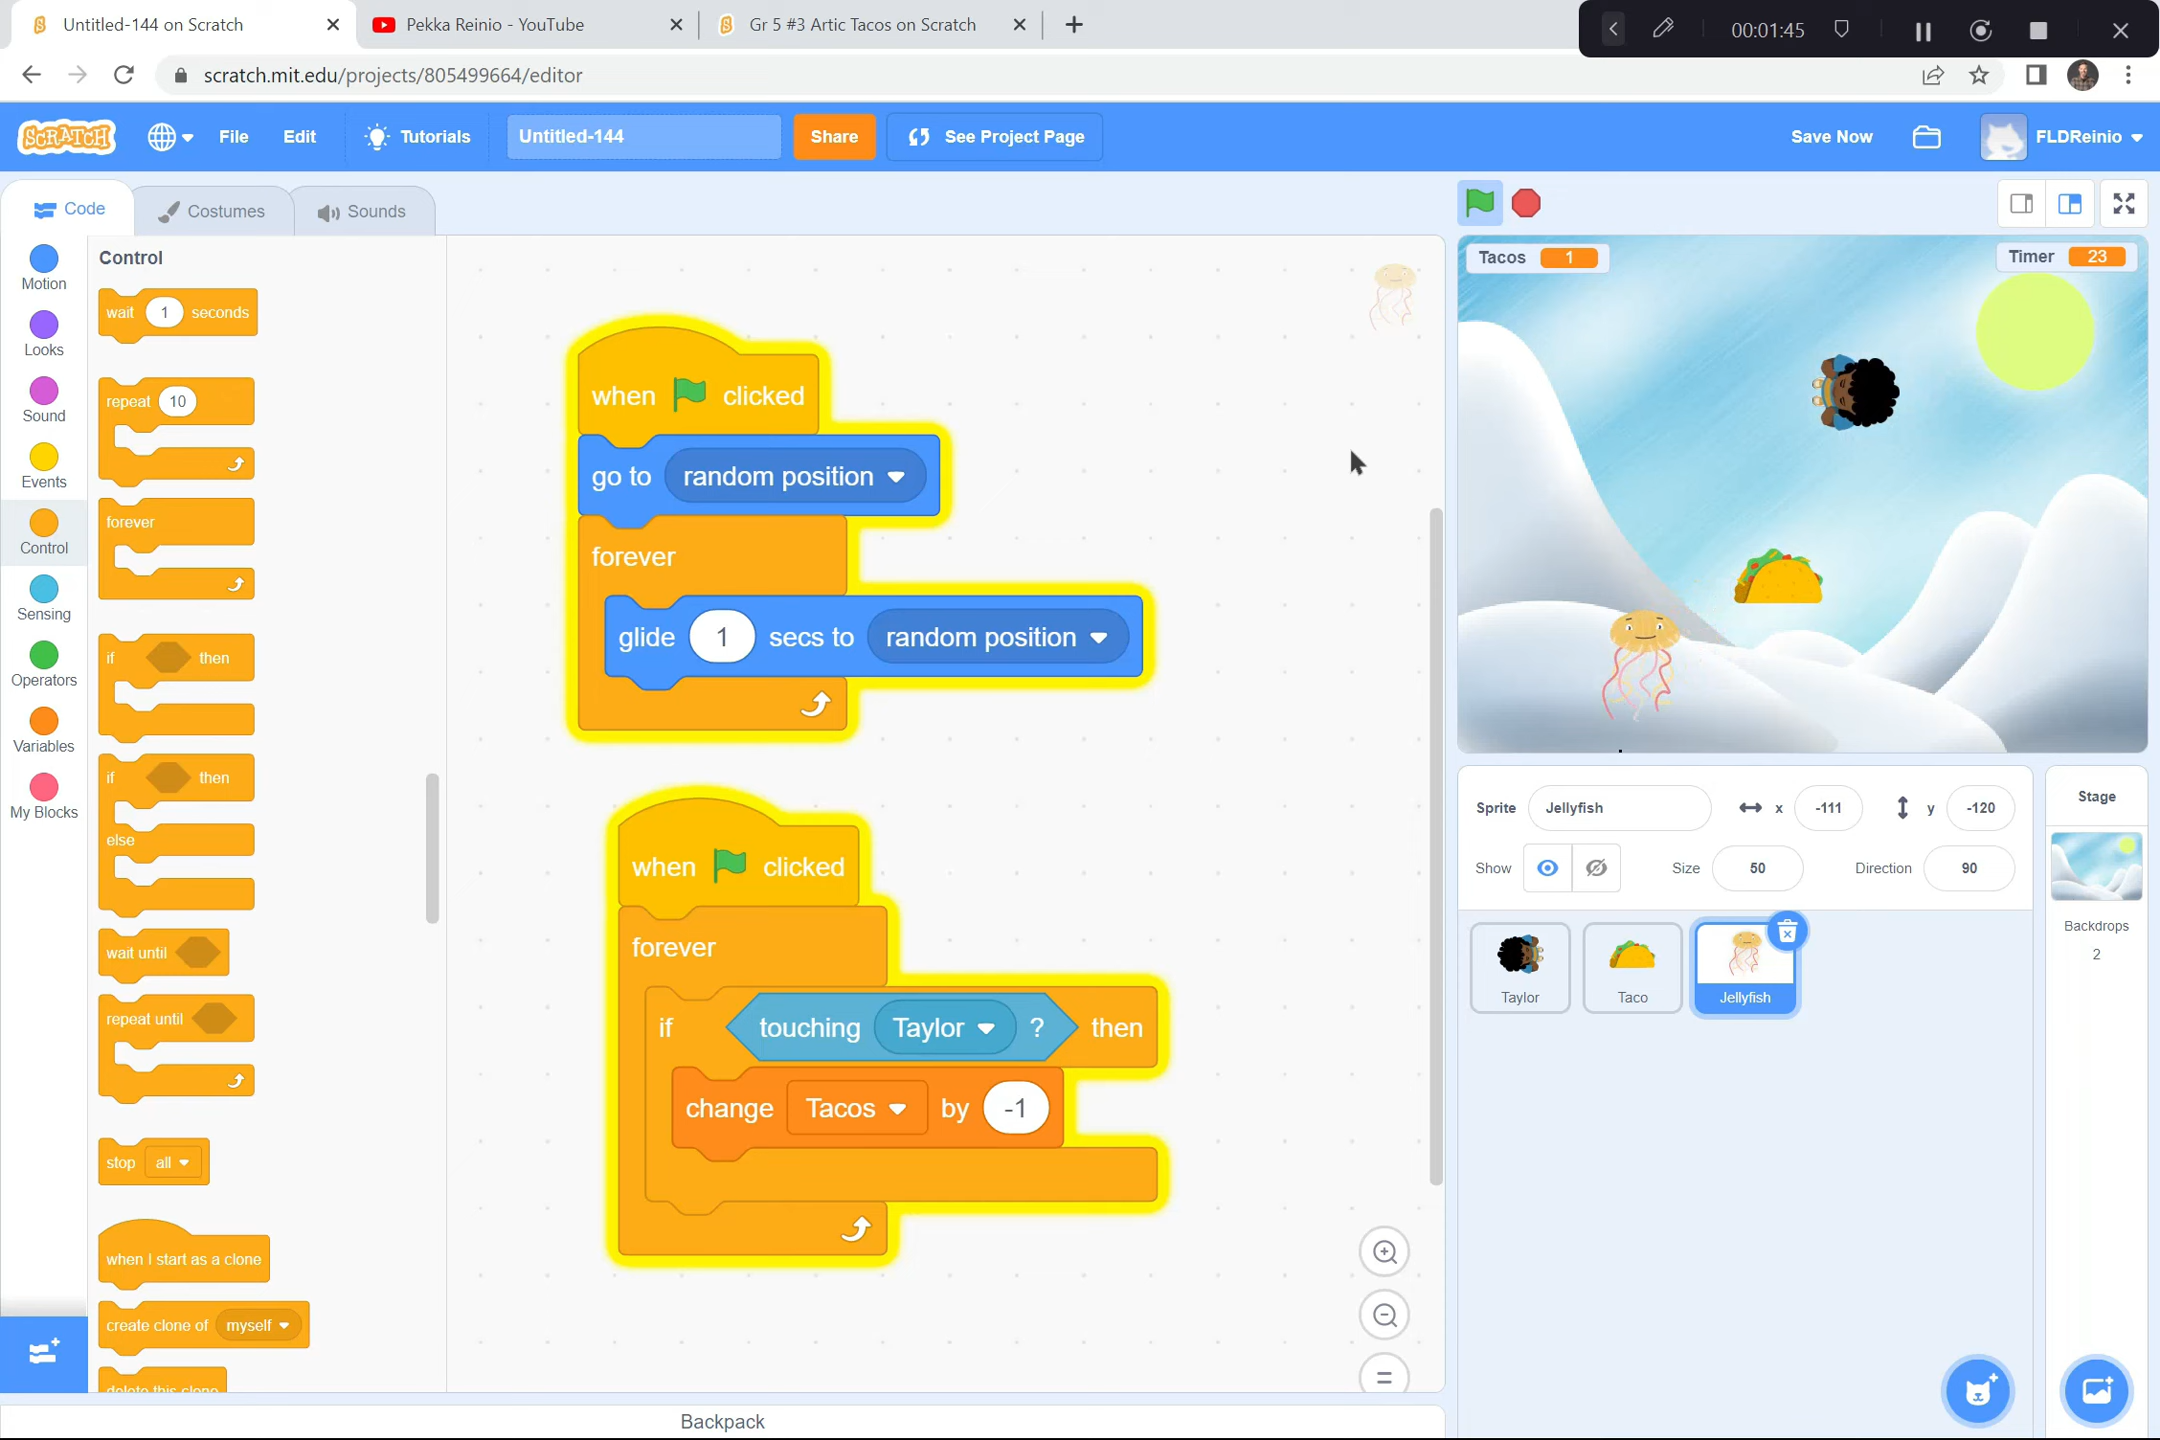 Untitled-144 on Scratch
Pekka Reinio - YouTube
Gr 5 #3 Artic Tacos on Scratch
00:01:45
scratch.mit.edu/projects/805499664/editor
SCRATCH
File
Edit
Tutorials
Untitled-144
Share
See Project Page
Save Now
FLDReinio
Code
Costumes
Sounds
Motion
Looks
Sound
Events
Control
Sensing
Operators
Variables
My Blocks
Control
wait 1 seconds
repeat 10
forever
if then
if then
else
wait until
repeat until
stop all
when I start as a clone
create clone of myself
delete this clone
when clicked
go to random position
forever
glide 1 secs to random position
when clicked
forever
if touching Taylor ? then
change Tacos by -1
Tacos 1
Timer 23
Sprite Jellyfish x -111 y -120
Show Size 50 Direction 90
Taylor
Taco
Jellyfish
Stage
Backdrops
2
Backpack